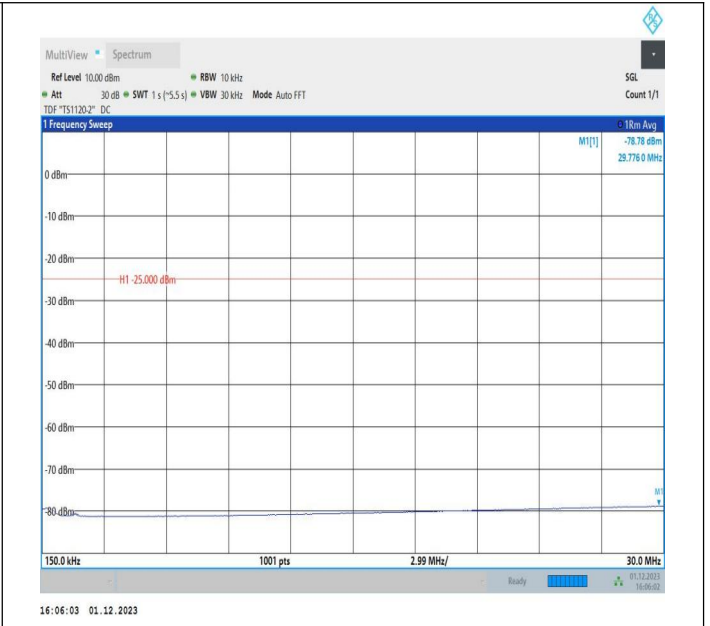 MultiView Spectrum
Ref Level 10.00 dBm RBW 10 kHz SGL
Att 30 dB SWT 1 s (~5.5 s) VBW 30 kHz Mode Auto FFT Count 1/1
TDF "TS1120-2" DC
1 Frequency Sweep 1Rm Avg
M1[1] -78.78 dBm
29.776 0 MHz
0 dBm
-10 dBm
-20 dBm
H1 -25.000 dBm
-30 dBm
-40 dBm
-50 dBm
-60 dBm
-70 dBm
M1
-80 dBm
150.0 kHz 1001 pts 2.99 MHz/ 30.0 MHz
Ready 01.12.2023
16:06:02
16:06:03 01.12.2023